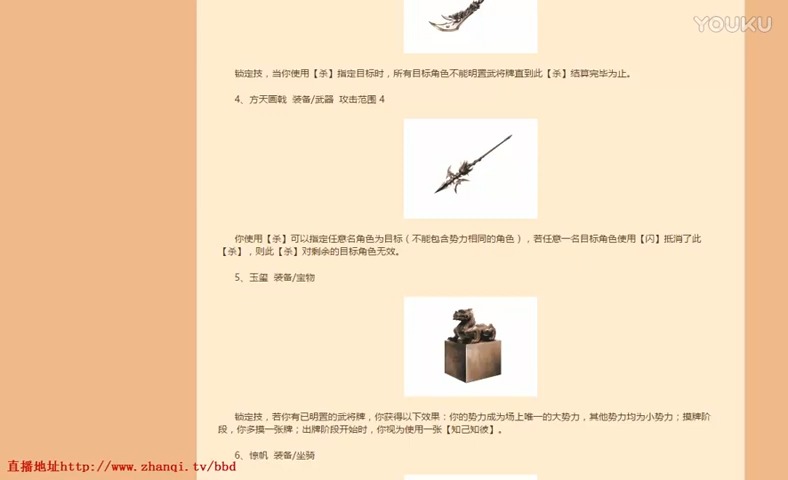 YOUKU
锁定技，当你使用【杀】指定目标时，所有目标角色不能明置武将牌直到此【杀】结算完毕为止。
4、方天画戟 装备/武器 攻击范围 4
你使用【杀】可以指定任意名角色为目标（不能包含势力相同的角色），若任意一名目标角色使用【闪】抵消了此
【杀】，则此【杀】对剩余的目标角色无效。
5、玉玺 装备/宝物
锁定技，若你有已明置的武将牌，你获得以下效果：你的势力成为场上唯一的大势力，其他势力均为小势力；摸牌阶
段，你多摸一张牌；出牌阶段开始时，你视为使用一张【知己知彼】。
6、惊帆 装备/坐骑
直播地址http://www.zhanqi.tv/bbd